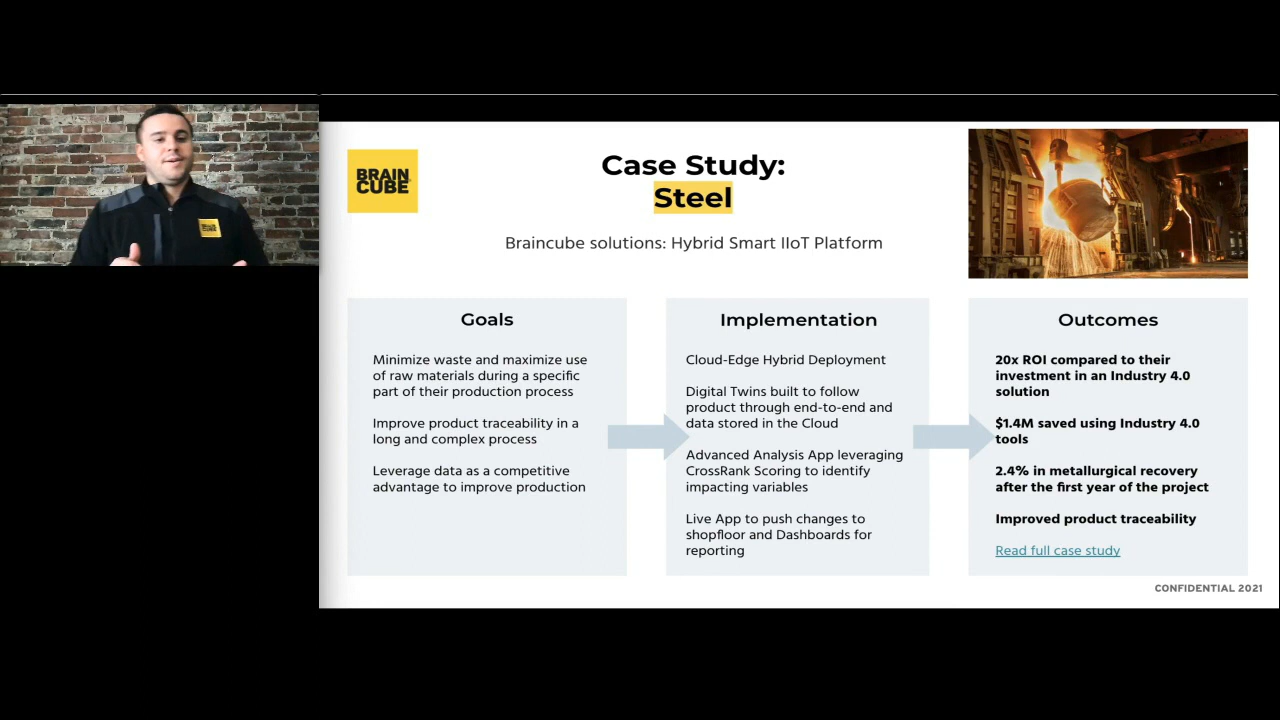 BRAIN
CUBE
Case Study:
Steel
Braincube solutions: Hybrid Smart IIoT Platform
Goals
Minimize waste and maximize use
of raw materials during a specific
part of their production process
Improve product traceability in a
long and complex process
Leverage data as a competitive
advantage to improve production
Implementation
Cloud-Edge Hybrid Deployment
Digital Twins built to follow
product through end-to-end and
data stored in the Cloud
Advanced Analysis App leveraging
CrossRank Scoring to identify
impacting variables
Live App to push changes to
shopfloor and Dashboards for
reporting
Outcomes
20x ROI compared to their
investment in an Industry 4.0
solution
$1.4M saved using Industry 4.0
tools
2.4% in metallurgical recovery
after the first year of the project
Improved product traceability
Read full case study
CONFIDENTIAL 2021